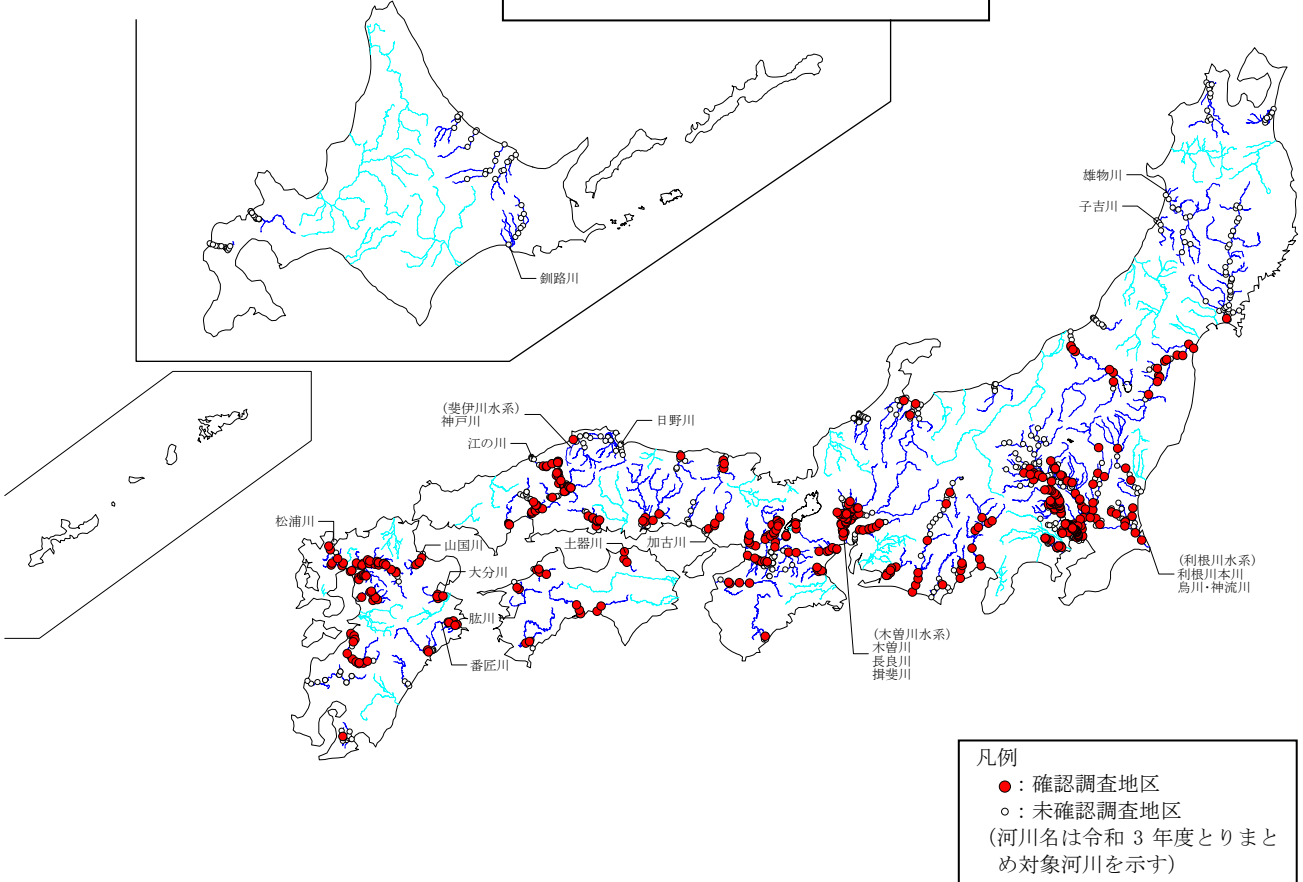 雄物川
子吉川
釧路川
(斐伊川水系)
神戸川
日野川
江の川
松浦川
山国川
土器川
加古川
大分川
肱川
番匠川
(利根川水系)
利根川本川
烏川・神流川
(木曽川水系)
木曽川
長良川
揖斐川
凡例
●：確認調査地区
○：未確認調査地区
(河川名は令和 3 年度とりまと
め対象河川を示す)